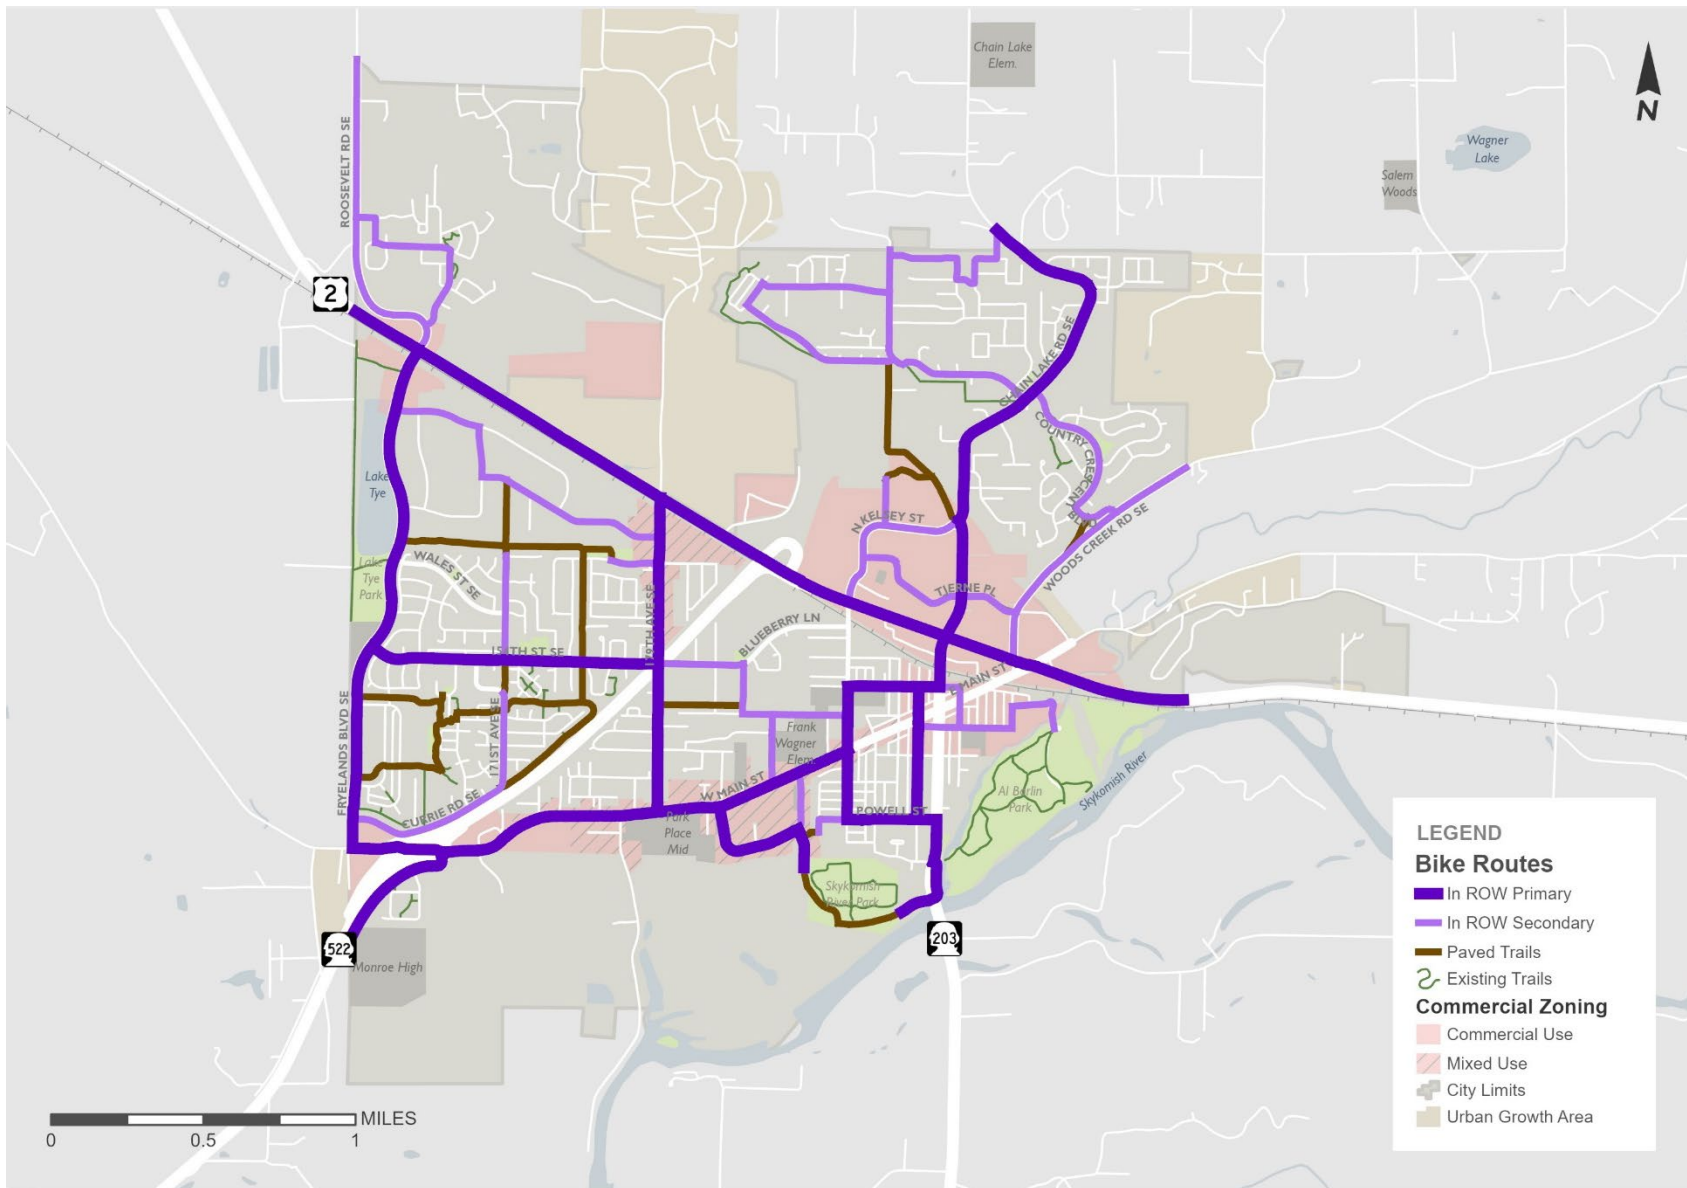 Chain Lake
Elem.
N
Wagner
Lake
Salem
Woods
ROOSEVELT RD SE
2
CHAIN LAKE RD SE
COUNTRY CRESCENT
BLVD
Lake
Tye
N KELSEY ST
WOODS CREEK RD SE
WALES ST SE
Lake
Tye
Park
TIERNE PL
179TH AVE SE
BLUEBERRY LN
154TH ST SE
E MAIN ST
FRYELANDS BLVD SE
171ST AVE SE
Frank
Wagner
Elem.
Skykomish River
W MAIN ST
Al Borlin
Park
CURRIE RD SE
POWELL ST
Park
Place
Mid
Skykomish
River Park
522
203
Monroe High
LEGEND
Bike Routes
In ROW Primary
In ROW Secondary
Paved Trails
Existing Trails
Commercial Zoning
Commercial Use
Mixed Use
City Limits
Urban Growth Area
MILES
0 0.5 1